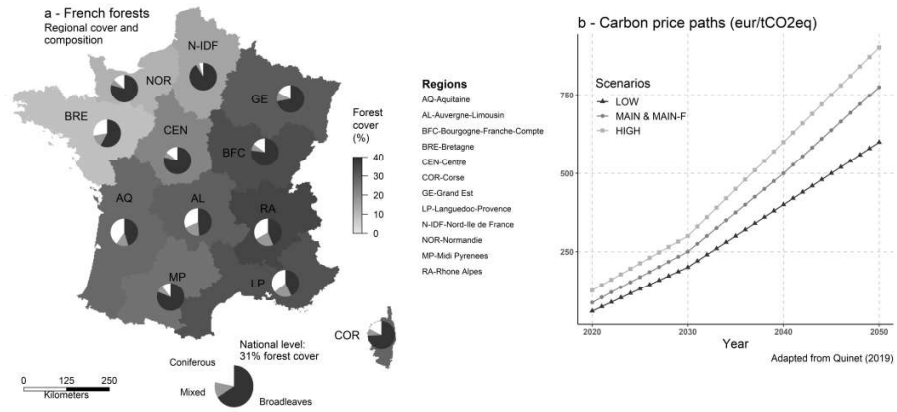 a - French forests
Regional cover and
composition
N-IDF
NOR
BRE
CEN
GE
BFC
AQ
AL
RA
MP
LP
COR
Forest
cover
(%)
40
30
20
10
0
National level:
31% forest cover
Coniferous
Mixed
Broadleaves
0 125 250
Kilometers
Regions
AQ-Aquitaine
AL-Auvergne-Limousin
BFC-Bourgogne-Franche-Compte
BRE-Bretagne
CEN-Centre
COR-Corse
GE-Grand Est
LP-Languedoc-Provence
N-IDF-Nord-Ile de France
NOR-Normandie
MP-Midi Pyrenees
RA-Rhone Alpes
b - Carbon price paths (eur/tCO2eq)
Scenarios
LOW
MAIN & MAIN-F
HIGH
750
500
250
2020 2030 2040 2050
Year
Adapted from Quinet (2019)